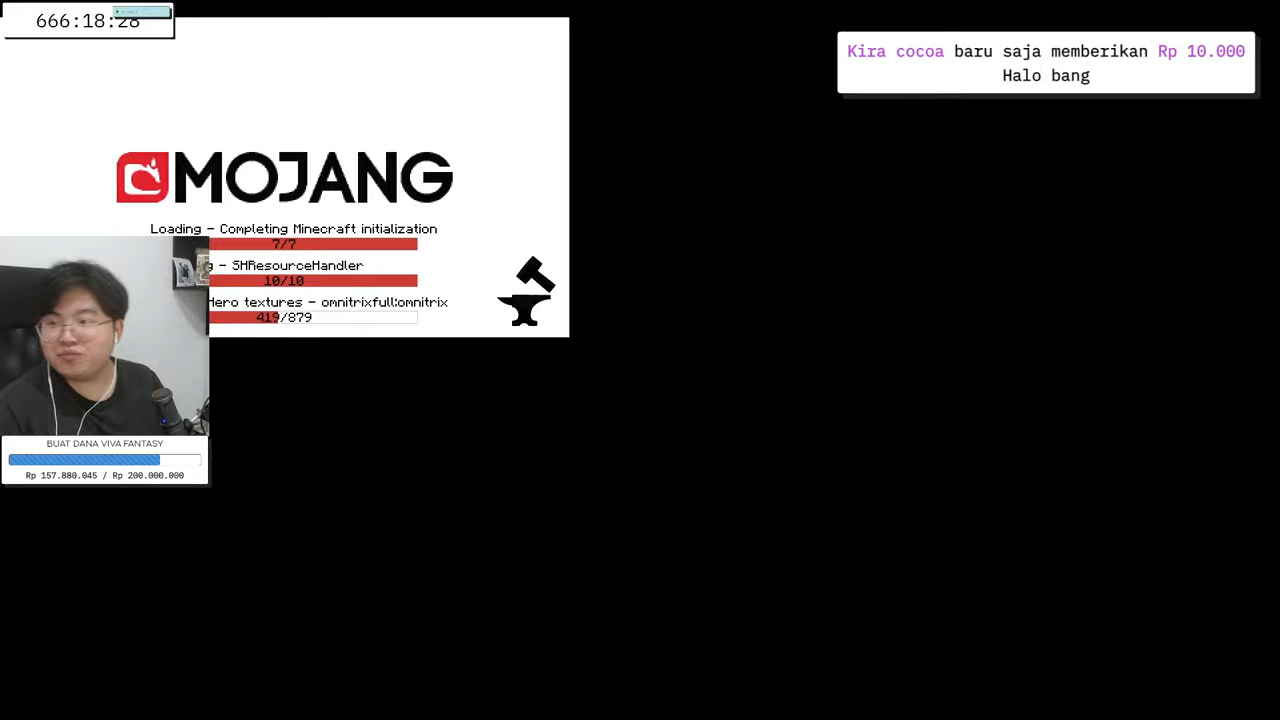 666:18:28
Kira cocoa baru saja memberikan Rp 10.000
Halo bang
MOJANG
Loading - Completing Minecraft initialization
7/7
g - SHResourceHandler
10/10
Hero textures - omnitrixfull:omnitrix
419/879
BUAT DANA VIVA FANTASY
Rp 157.880.045 / Rp 200.000.000